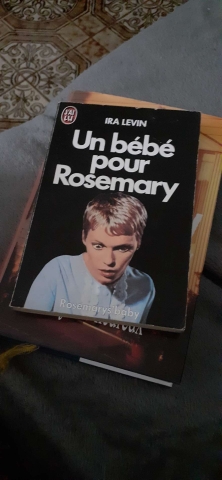 J'AI LU
IRA LEVIN
Un bébé
pour
Rosemary
Rosemary's baby